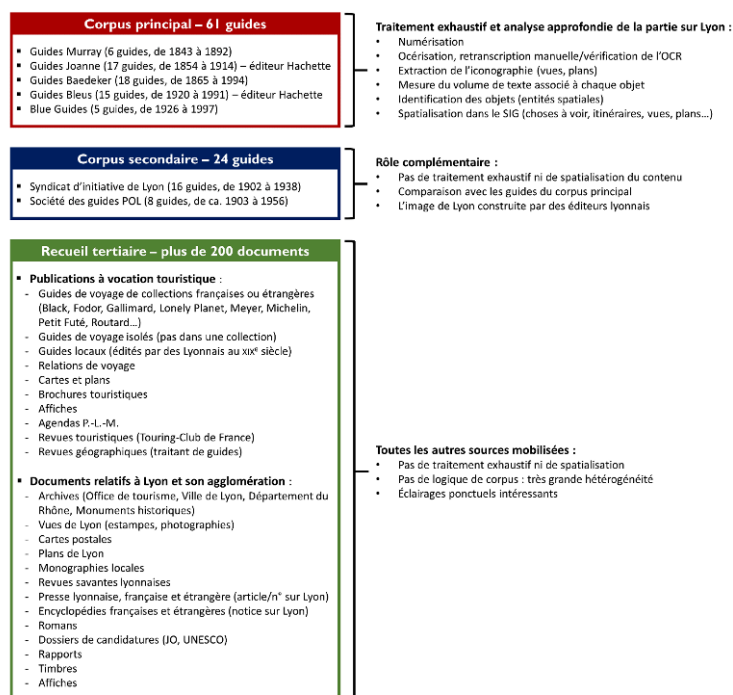 Corpus principal – 61 guides
Guides Murray (6 guides, de 1843 à 1892)
Guides Joanne (17 guides, de 1854 à 1914) – éditeur Hachette
Guides Baedeker (18 guides, de 1865 à 1994)
Guides Bleus (15 guides, de 1920 à 1991) – éditeur Hachette
Blue Guides (5 guides, de 1926 à 1997)
Traitement exhaustif et analyse approfondie de la partie sur Lyon :
• Numérisation
• Océrisation, retranscription manuelle/vérification de l'OCR
• Extraction de l'iconographie (vues, plans)
• Mesure du volume de texte associé à chaque objet
• Identification des objets (entités spatiales)
• Spatialisation dans le SIG (choses à voir, itinéraires, vues, plans…)
Corpus secondaire – 24 guides
Syndicat d'initiative de Lyon (16 guides, de 1902 à 1938)
Société des guides POL (8 guides, de ca. 1903 à 1956)
Rôle complémentaire :
• Pas de traitement exhaustif ni de spatialisation du contenu
• Comparaison avec les guides du corpus principal
• L'image de Lyon construite par des éditeurs lyonnais
Recueil tertiaire – plus de 200 documents
Publications à vocation touristique :
- Guides de voyage de collections françaises ou étrangères
(Black, Fodor, Gallimard, Lonely Planet, Meyer, Michelin,
Petit Futé, Routard…)
- Guides de voyage isolés (pas dans une collection)
- Guides locaux (édités par des Lyonnais au XIXe siècle)
- Relations de voyage
- Cartes et plans
- Brochures touristiques
- Affiches
- Agendas P.-L.-M.
- Revues touristiques (Touring-Club de France)
- Revues géographiques (traitant de guides)
Documents relatifs à Lyon et son agglomération :
- Archives (Office de tourisme, Ville de Lyon, Département du
Rhône, Monuments historiques)
- Vues de Lyon (estampes, photographies)
- Cartes postales
- Plans de Lyon
- Monographies locales
- Revues savantes lyonnaises
- Presse lyonnaise, française et étrangère (article/n° sur Lyon)
- Encyclopédies françaises et étrangères (notice sur Lyon)
- Romans
- Dossiers de candidatures (JO, UNESCO)
- Rapports
- Timbres
- Affiches
Toutes les autres sources mobilisées :
• Pas de traitement exhaustif ni de spatialisation
• Pas de logique de corpus : très grande hétérogénéité
• Éclairages ponctuels intéressants